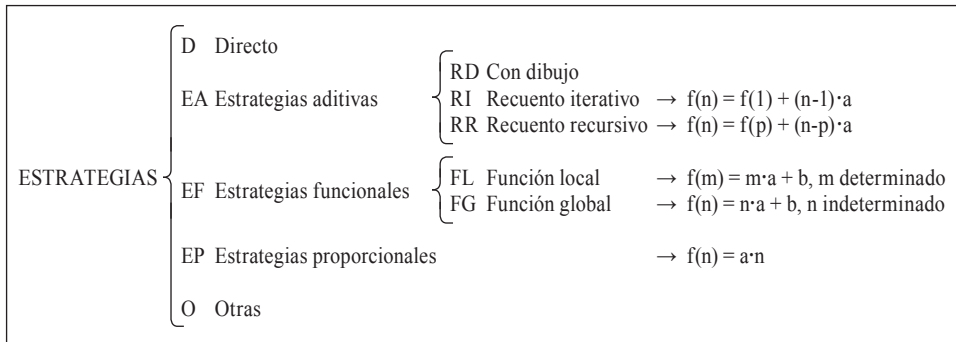 D Directo
RD Con dibujo
EA Estrategias aditivas
RI Recuento iterativo → f(n) = f(1) + (n-1)·a
RR Recuento recursivo → f(n) = f(p) + (n-p)·a
ESTRATEGIAS
FL Función local → f(m) = m·a + b, m determinado
EF Estrategias funcionales
FG Función global → f(n) = n·a + b, n indeterminado
EP Estrategias proporcionales → f(n) = a·n
O Otras